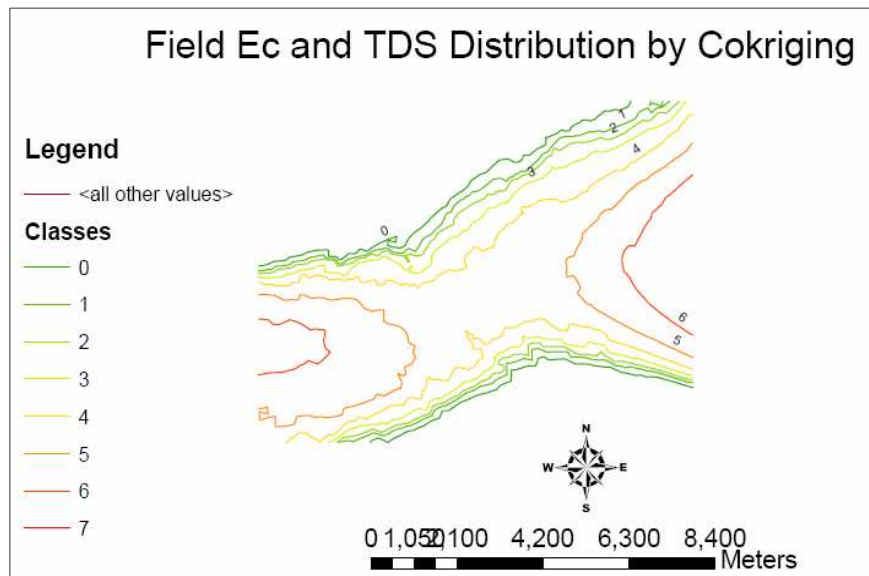 Field Ec and TDS Distribution by Cokriging
Legend
<all other values>
Classes
0
1
2
3
4
5
6
7
0
1
2
3
4
5
6
N
W E
S
0 1,050 2,100 4,200 6,300 8,400
Meters